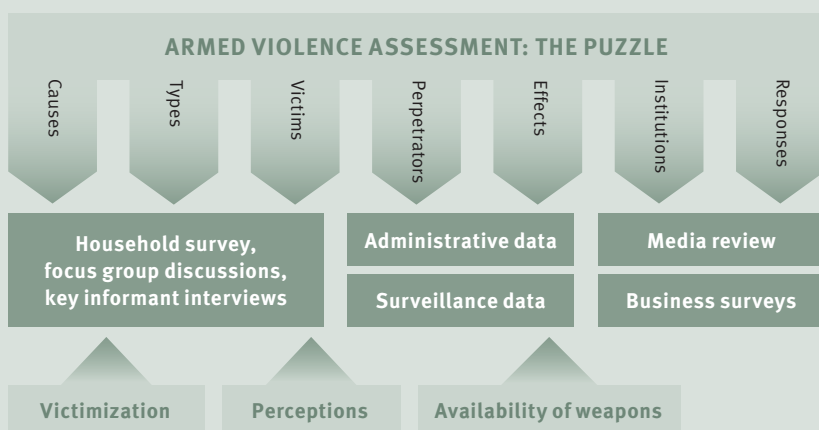 ARMED VIOLENCE ASSESSMENT: THE PUZZLE
Causes
Types
Victims
Perpetrators
Effects
Institutions
Responses
Household survey,
focus group discussions,
key informant interviews
Administrative data
Surveillance data
Media review
Business surveys
Victimization
Perceptions
Availability of weapons